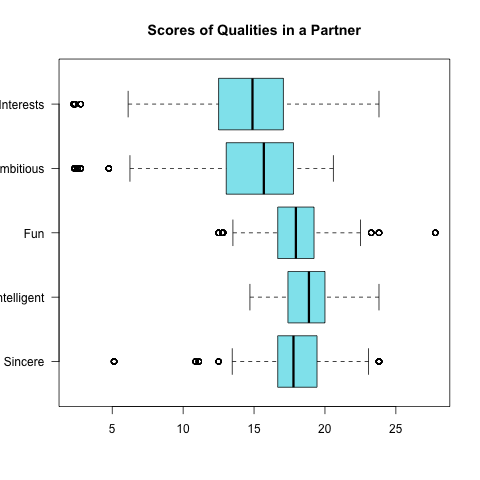 Scores of Qualities in a Partner
Interests
mbitious
Fun
ntelligent
Sincere
5 10 15 20 25